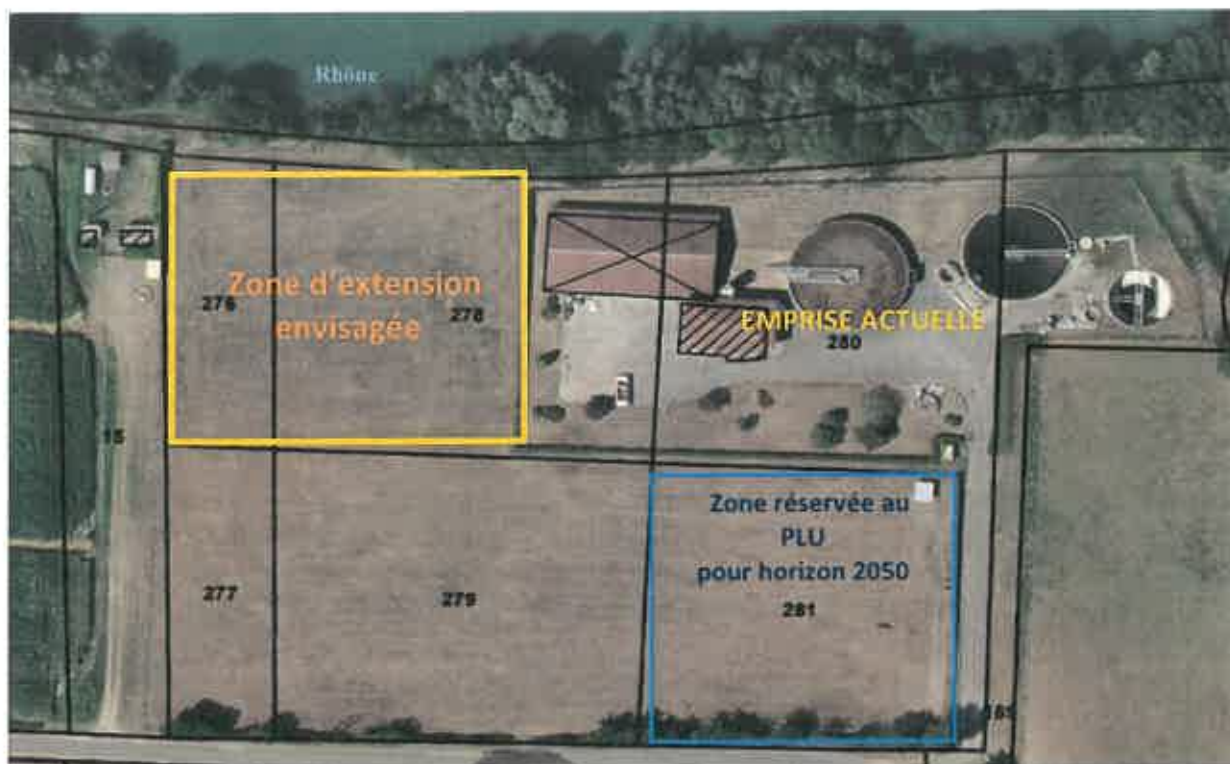 Rhône
Zone d'extension
276
278
envisagée
EMPRISE ACTUELLE
280
15
Zone réservée au
PLU
pour horizon 2050
277
279
281